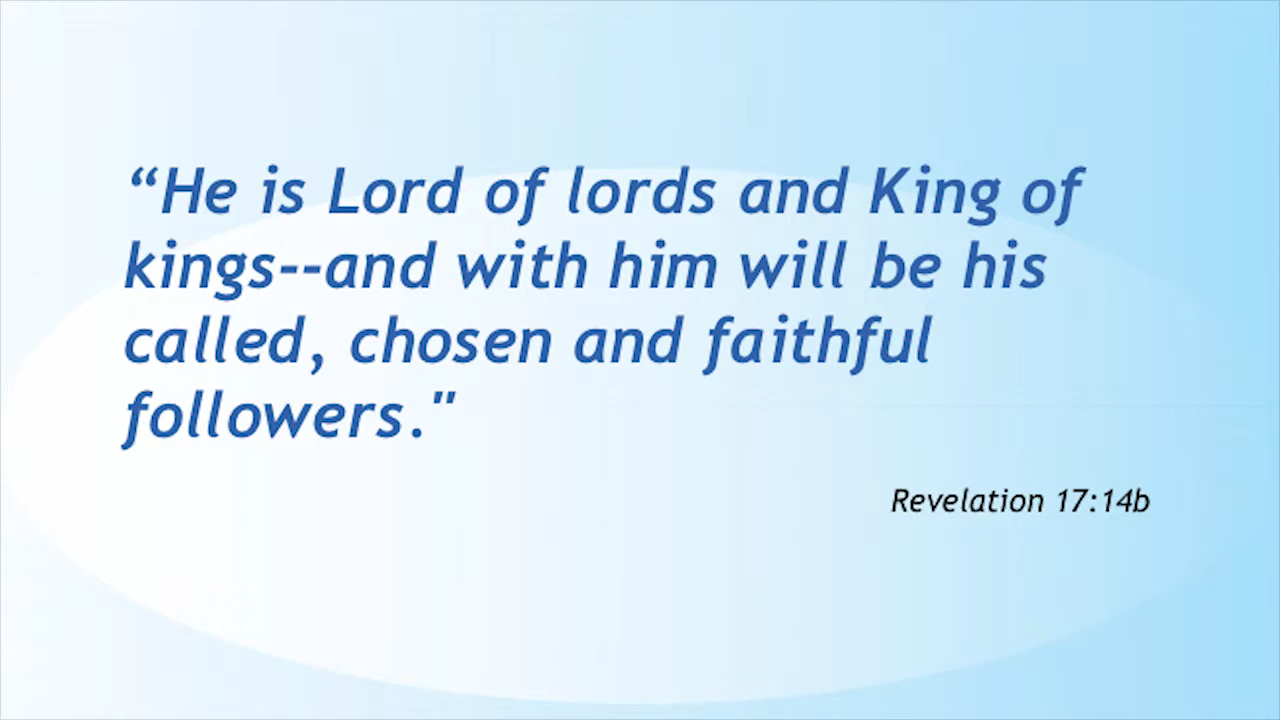 “He is Lord of lords and King of
kings--and with him will be his
called, chosen and faithful
followers."
Revelation 17:14b